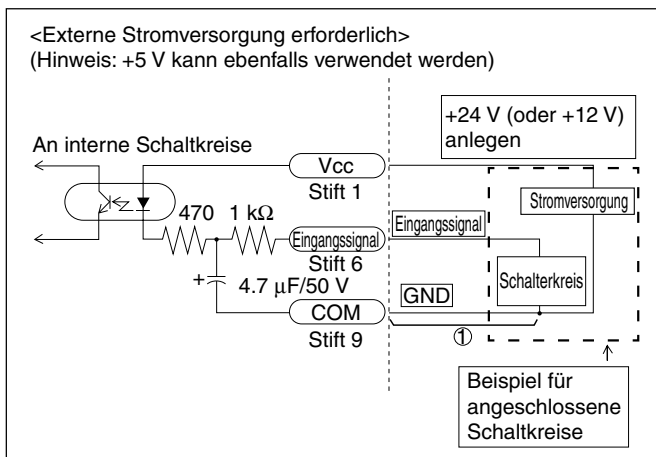 <Externe Stromversorgung erforderlich>
(Hinweis: +5 V kann ebenfalls verwendet werden)
+24 V (oder +12 V)
anlegen
An interne Schaltkreise
Vcc
Stift 1
Stromversorgung
470
1 kΩ
Eingangssignal
Stift 6
Eingangssignal
Schalterkreis
+
4.7 µF/50 V
GND
COM
Stift 9
①
Beispiel für
angeschlossene
Schaltkreise